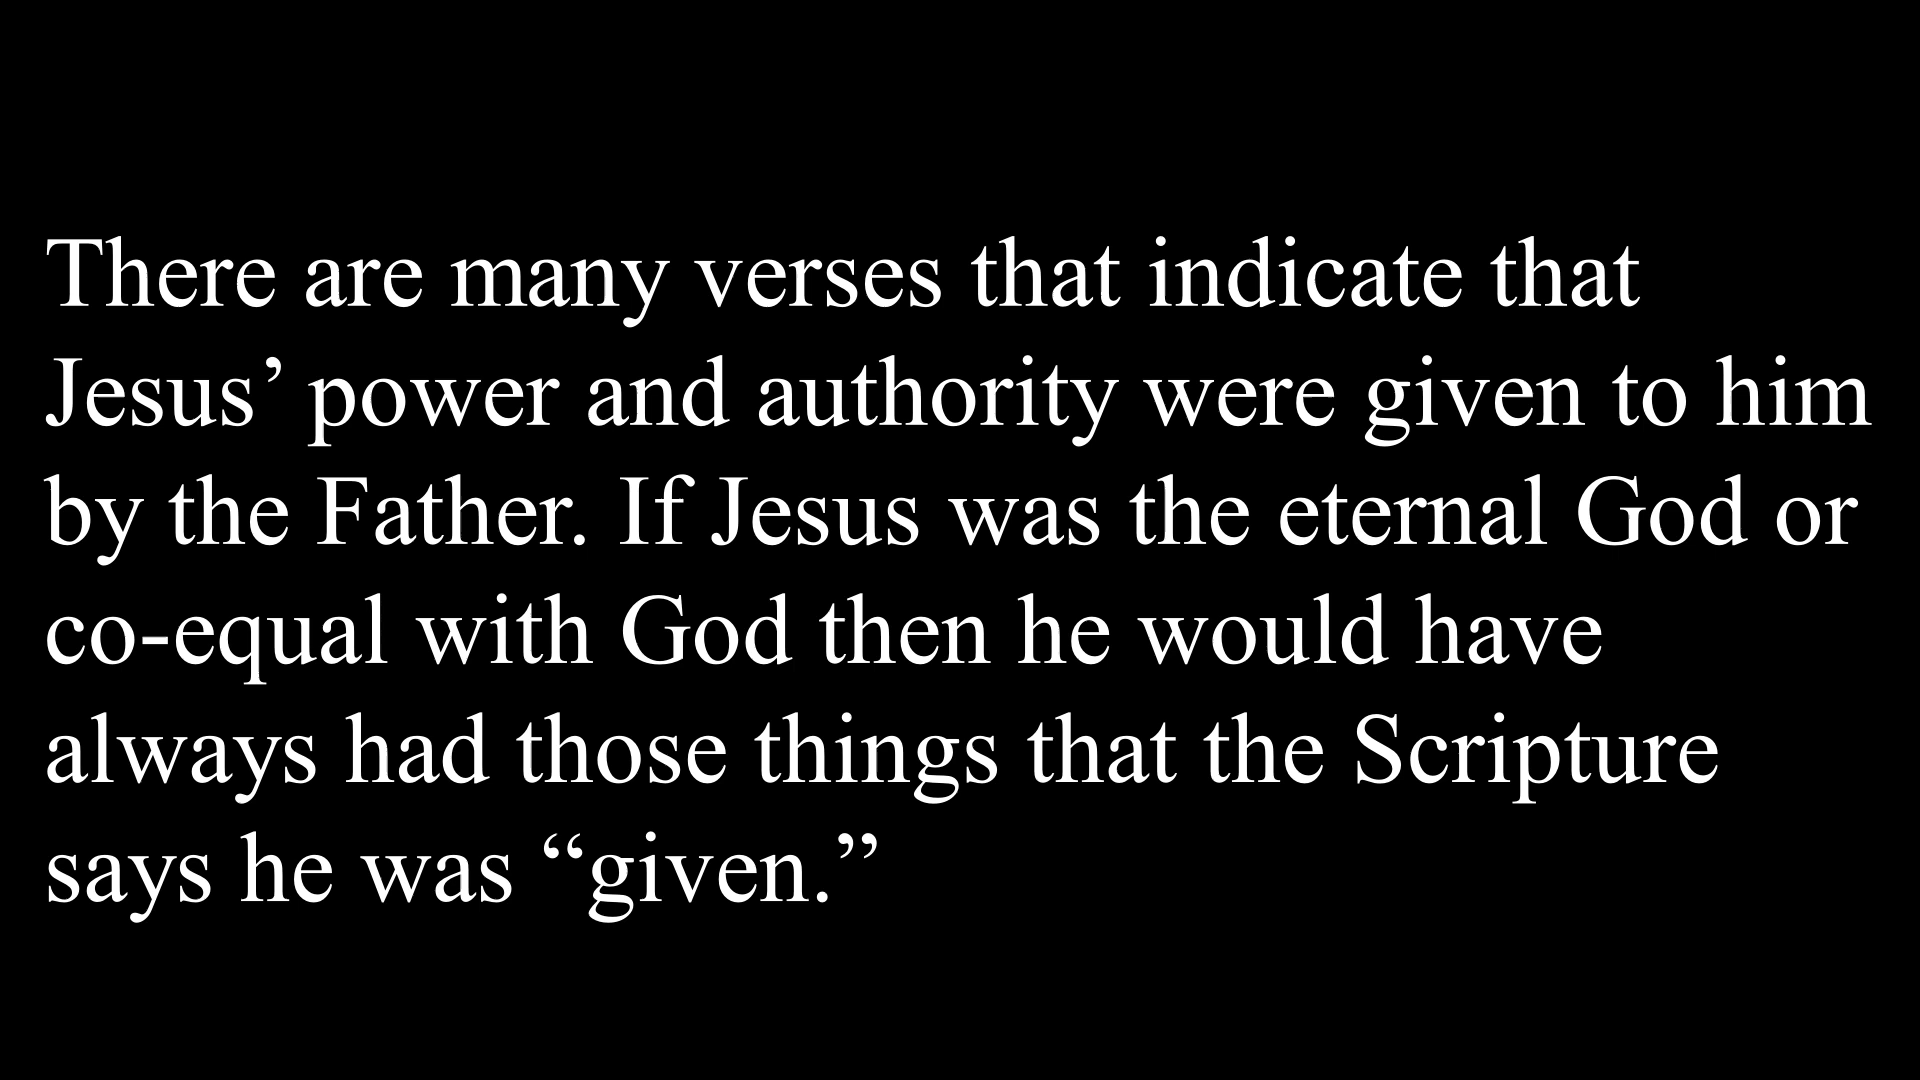 There are many verses that indicate that
Jesus’ power and authority were given to him
by the Father. If Jesus was the eternal God or
co-equal with God then he would have
always had those things that the Scripture
says he was “given.”